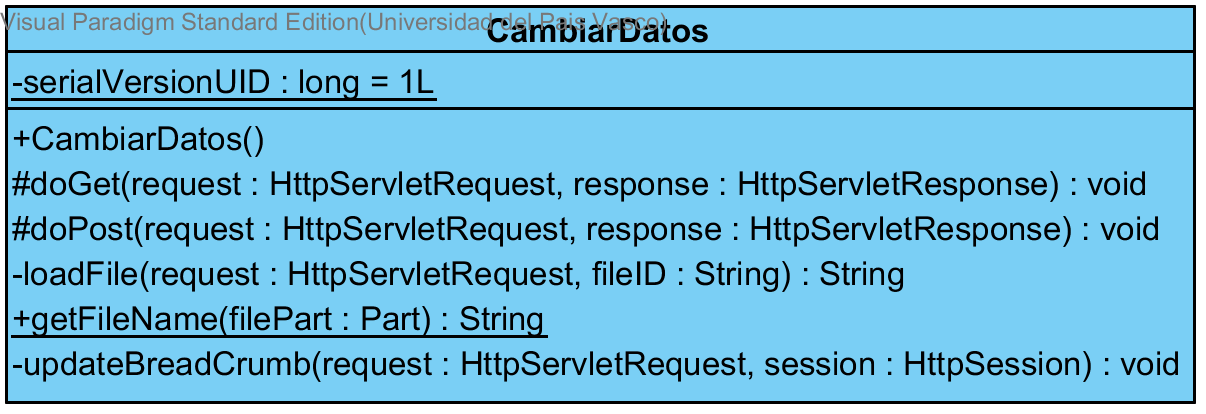 Visual Paradigm Standard Edition(Universidad del Pais Vasco)
CambiarDatos
-serialVersionUID : long = 1L
+CambiarDatos()
#doGet(request : HttpServletRequest, response : HttpServletResponse) : void
#doPost(request : HttpServletRequest, response : HttpServletResponse) : void
-loadFile(request : HttpServletRequest, fileID : String) : String
+getFileName(filePart : Part) : String
-updateBreadCrumb(request : HttpServletRequest, session : HttpSession) : void